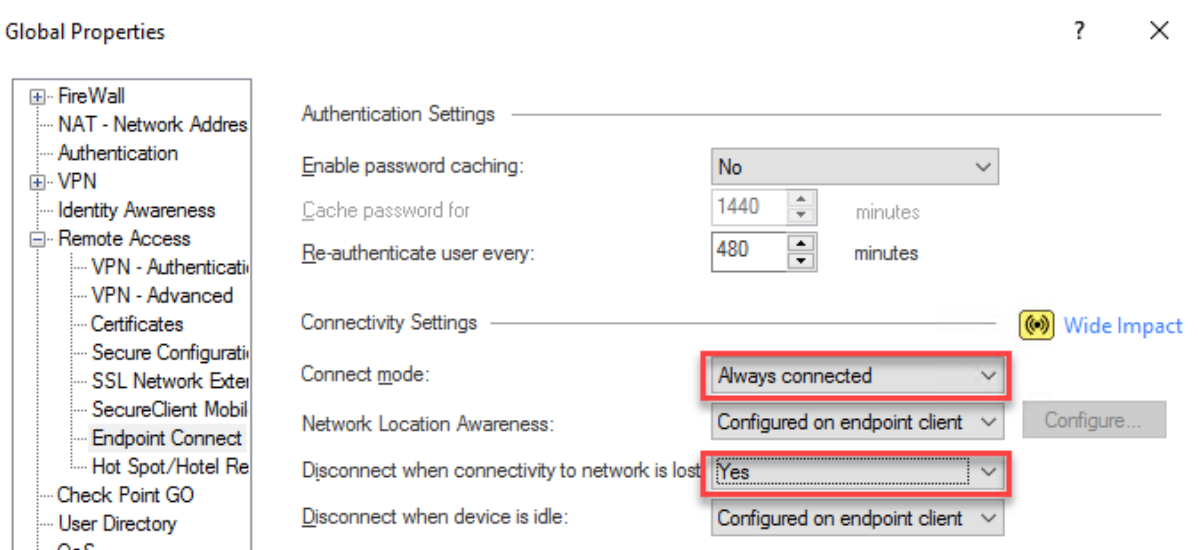 Global Properties
?
FireWall
NAT - Network Addres
Authentication
VPN
Identity Awareness
Remote Access
VPN - Authenticati
VPN - Advanced
Certificates
Secure Configurati
SSL Network Exter
SecureClient Mobil
Endpoint Connect
Hot Spot/Hotel Re
Check Point GO
User Directory
QoS
Authentication Settings
Enable password caching: No
Cache password for 1440 minutes
Re-authenticate user every: 480 minutes
Connectivity Settings Wide Impact
Connect mode: Always connected
Network Location Awareness: Configured on endpoint client Configure...
Disconnect when connectivity to network is lost Yes
Disconnect when device is idle: Configured on endpoint client